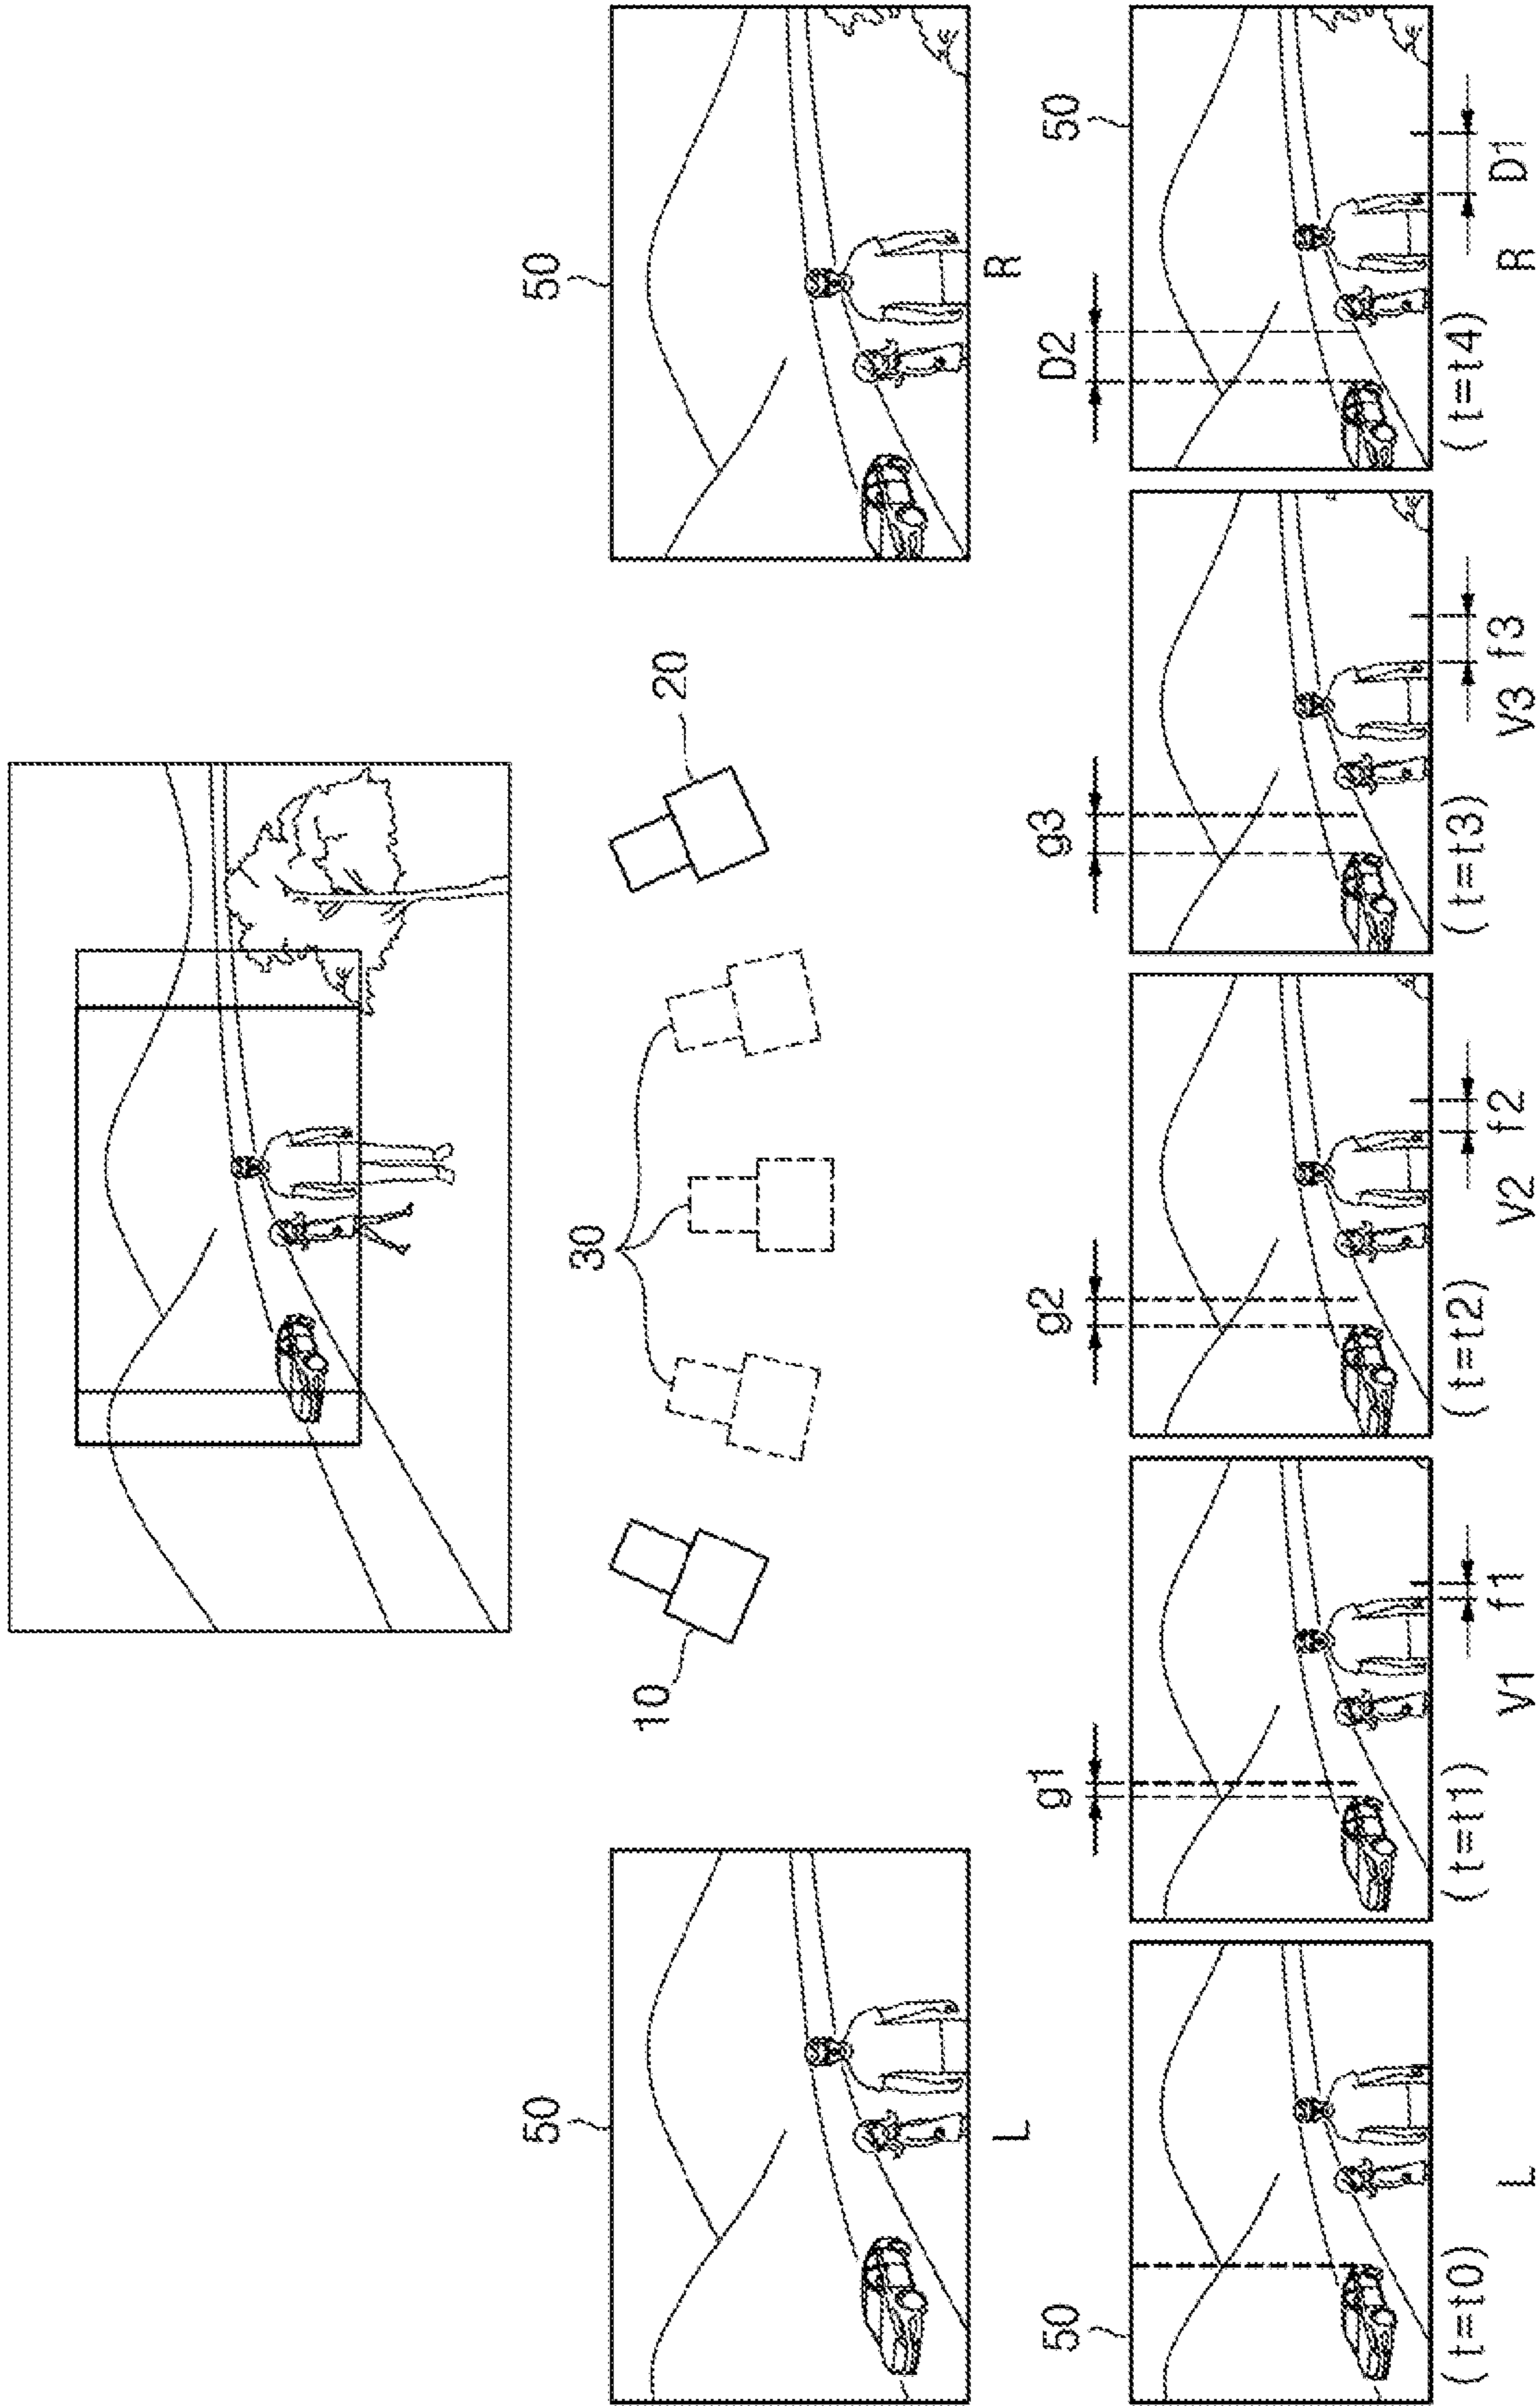 10
30
20
50
50
L
R
50
g1
g2
g3
D2
50
(t=t0)
(t=t1)
(t=t2)
(t=t3)
(t=t4)
L
V1
f1
V2
f2
V3
f3
R
D1